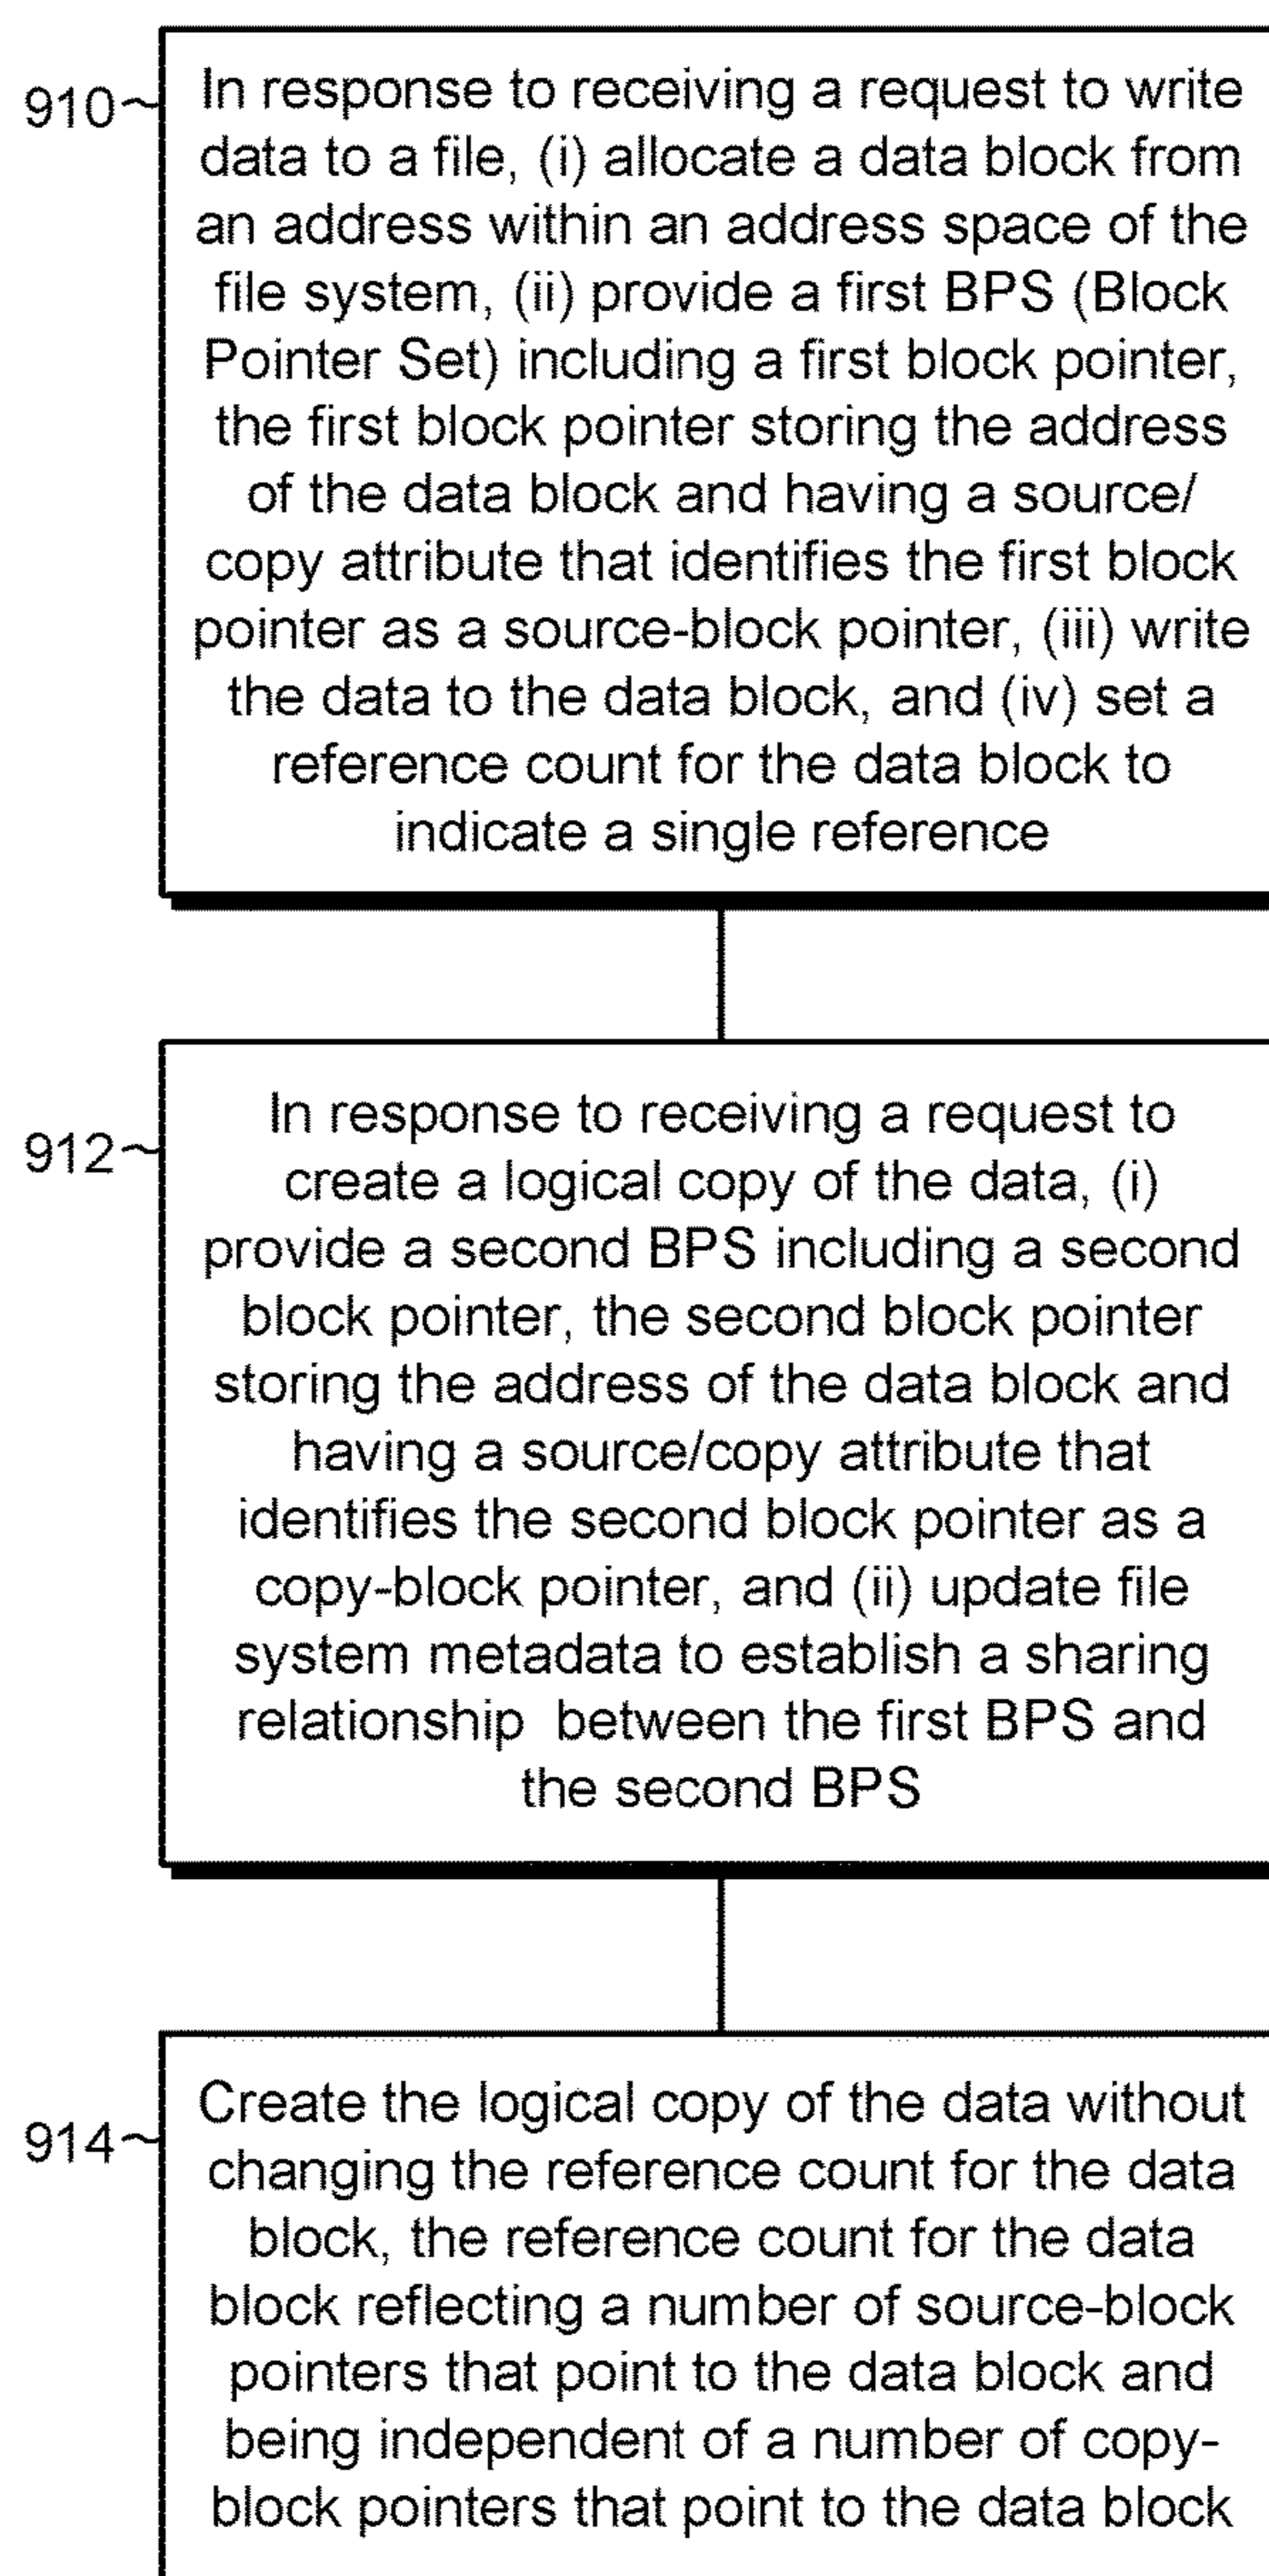 910
In response to receiving a request to write
data to a file, (i) allocate a data block from
an address within an address space of the
file system, (ii) provide a first BPS (Block
Pointer Set) including a first block pointer,
the first block pointer storing the address
of the data block and having a source/
copy attribute that identifies the first block
pointer as a source-block pointer, (iii) write
the data to the data block, and (iv) set a
reference count for the data block to
indicate a single reference
912
In response to receiving a request to
create a logical copy of the data, (i)
provide a second BPS including a second
block pointer, the second block pointer
storing the address of the data block and
having a source/copy attribute that
identifies the second block pointer as a
copy-block pointer, and (ii) update file
system metadata to establish a sharing
relationship between the first BPS and
the second BPS
914
Create the logical copy of the data without
changing the reference count for the data
block, the reference count for the data
block reflecting a number of source-block
pointers that point to the data block and
being independent of a number of copy-
block pointers that point to the data block